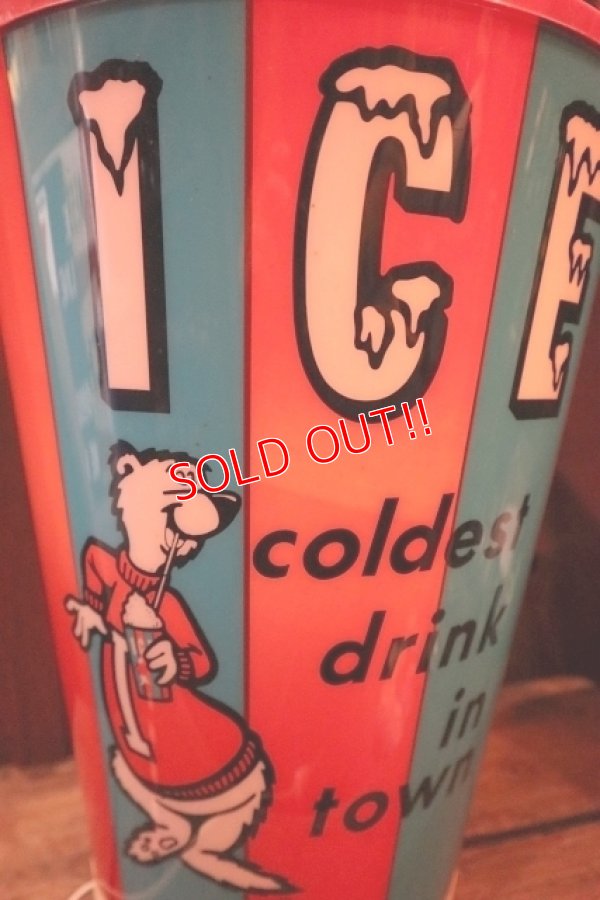 ICE
SOLD OUT!!
coldest
drink
in
town
I